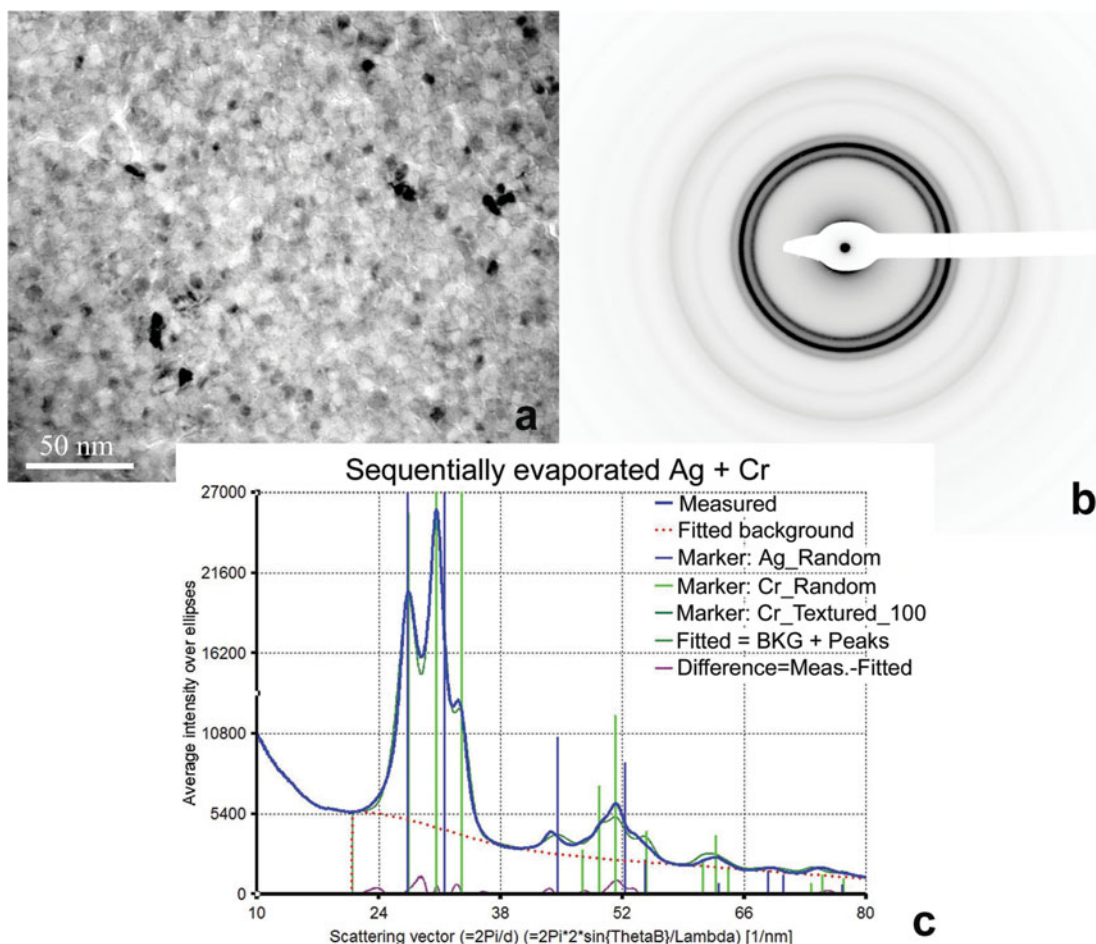 50 nm
a
b
Sequentially evaporated Ag + Cr
27000
21600
16200
10800
5400
0
Average intensity over ellipses
Measured
Fitted background
Marker: Ag_Random
Marker: Cr_Random
Marker: Cr_Textured_100
Fitted = BKG + Peaks
Difference=Meas.-Fitted
10 24 38 52 66 80
Scattering vector (=2Pi/d) (=2Pi*2*sin{ThetaB}/Lambda) [1/nm]
c